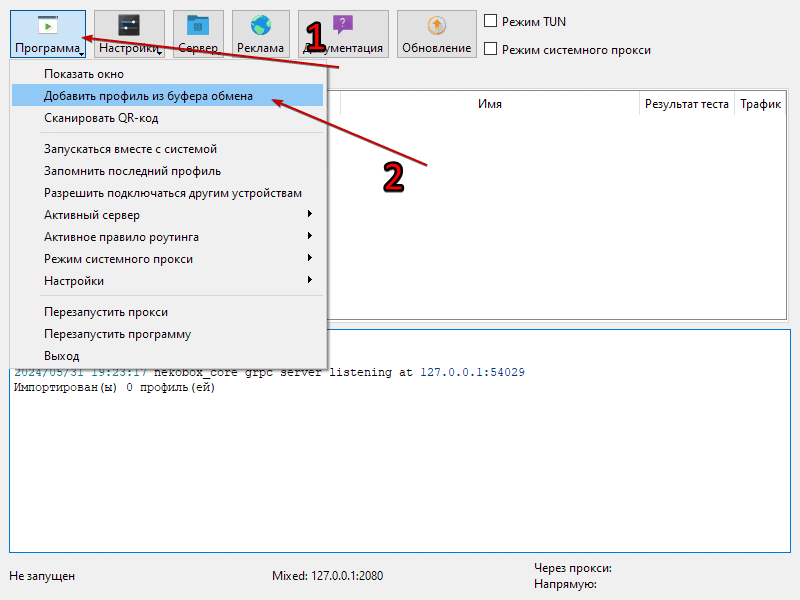 Программа
Настройки
Сервер
Реклама
Документация
Обновление
Режим TUN
Режим системного прокси
1
Показать окно
Добавить профиль из буфера обмена
Сканировать QR-код
Запускаться вместе с системой
Запомнить последний профиль
Разрешить подключаться другим устройствам
Активный сервер
Активное правило роутинга
Режим системного прокси
Настройки
Перезапустить прокси
Перезапустить программу
Выход
Имя
Результат теста
Трафик
2
2024/05/31 19:23:17 nekobox_core grpc server listening at 127.0.0.1:54029
Импортирован(ы) 0 профиль(ей)
Не запущен
Mixed: 127.0.0.1:2080
Через прокси:
Напрямую: